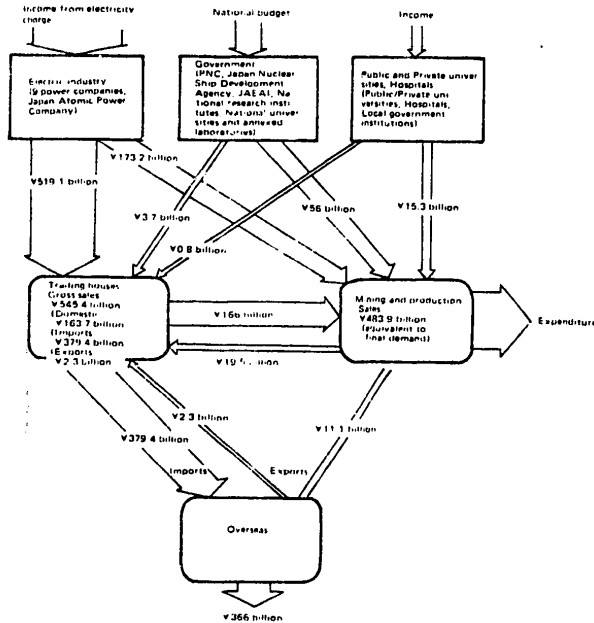 Income from electricity
charge
National budget
Income
Electric industry
(9 power companies,
Japan Atomic Power
Company)
Government
(PNC, Japan Nuclear
Ship Development
Agency, JAEAI, Na
tional research insti
tutes, National univer
sities and annexed
laboratories)
Public and Private univer
sities, Hospitals
(Public/Private uni
versities, Hospitals,
Local government
institutions)
¥519.1 billion
¥173.2 billion
¥3.7 billion
¥0.8 billion
¥56 billion
¥15.3 billion
Trading houses
Gross sales
¥545.4 billion
(Domestic
¥163.7 billion
(Imports
¥379.4 billion
(Exports
¥2.3 billion
¥166 billion
Mining and production
Sales
¥483.9 billion
(equivalent to
final demand)
Expenditure
¥2.3 billion
¥11.1 billion
¥379.4 billion
Imports
Exports
Overseas
¥366 billion